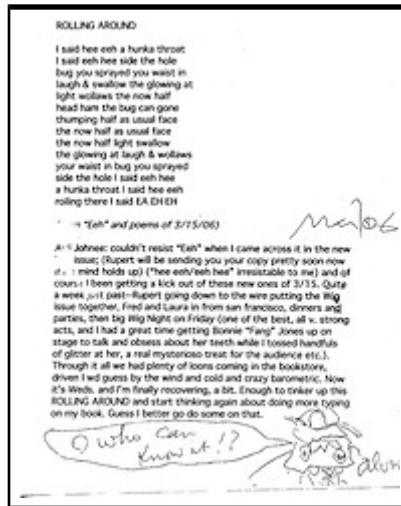 ROLLING AROUND
I said hee eeh a hunka throat
I said eeh hee side the hole
bug you sprayed you waist in
laugh & swallow the glowing at
light wollaws the now half
head ham the bug can gone
thumping half as usual face
the now half as usual face
the now half light swallow
the glowing at laugh & wollaws
your waist in bug you sprayed
side the hole I said eeh hee
a hunka throat I said hee eeh
roiling there I said EA EH EH
"Eeh" and poems of 3/15/06)
Johnee: couldn't resist "Eeh" when I came across it in the new
issue; (Rupert will be sending you your copy pretty soon now
mind holds up) ("hee eeh/eeh hee" irresistable to me) and of
course I been getting a kick out of these new ones of 3/15. Quite
a week just past--Rupert going down to the wire putting the Wig
issue together, Fred and Laura in from san francisco, dinners and
parties, then big Wig Night on Friday (one of the best, all v. strong
acts, and I had a great time getting Bonnie "Fang" Jones up on
stage to talk and obsess about her teeth while I tossed handfuls
of glitter at her, a real mysterioso treat for the audience etc.).
Through it all we had plenty of loons coming in the bookstore,
driven I wd guess by the wind and cold and crazy barometric. Now
it's Weds, and I'm finally recovering, a bit. Enough to tinker up this
ROLLING AROUND and start thinking again about doing more typing
on my book. Guess I better go do some on that.
O who can
know it!?